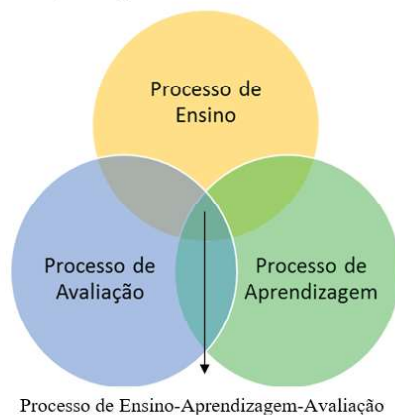 Processo de
Ensino
Processo de
Avaliação
Processo de
Aprendizagem
Processo de Ensino-Aprendizagem-Avaliação